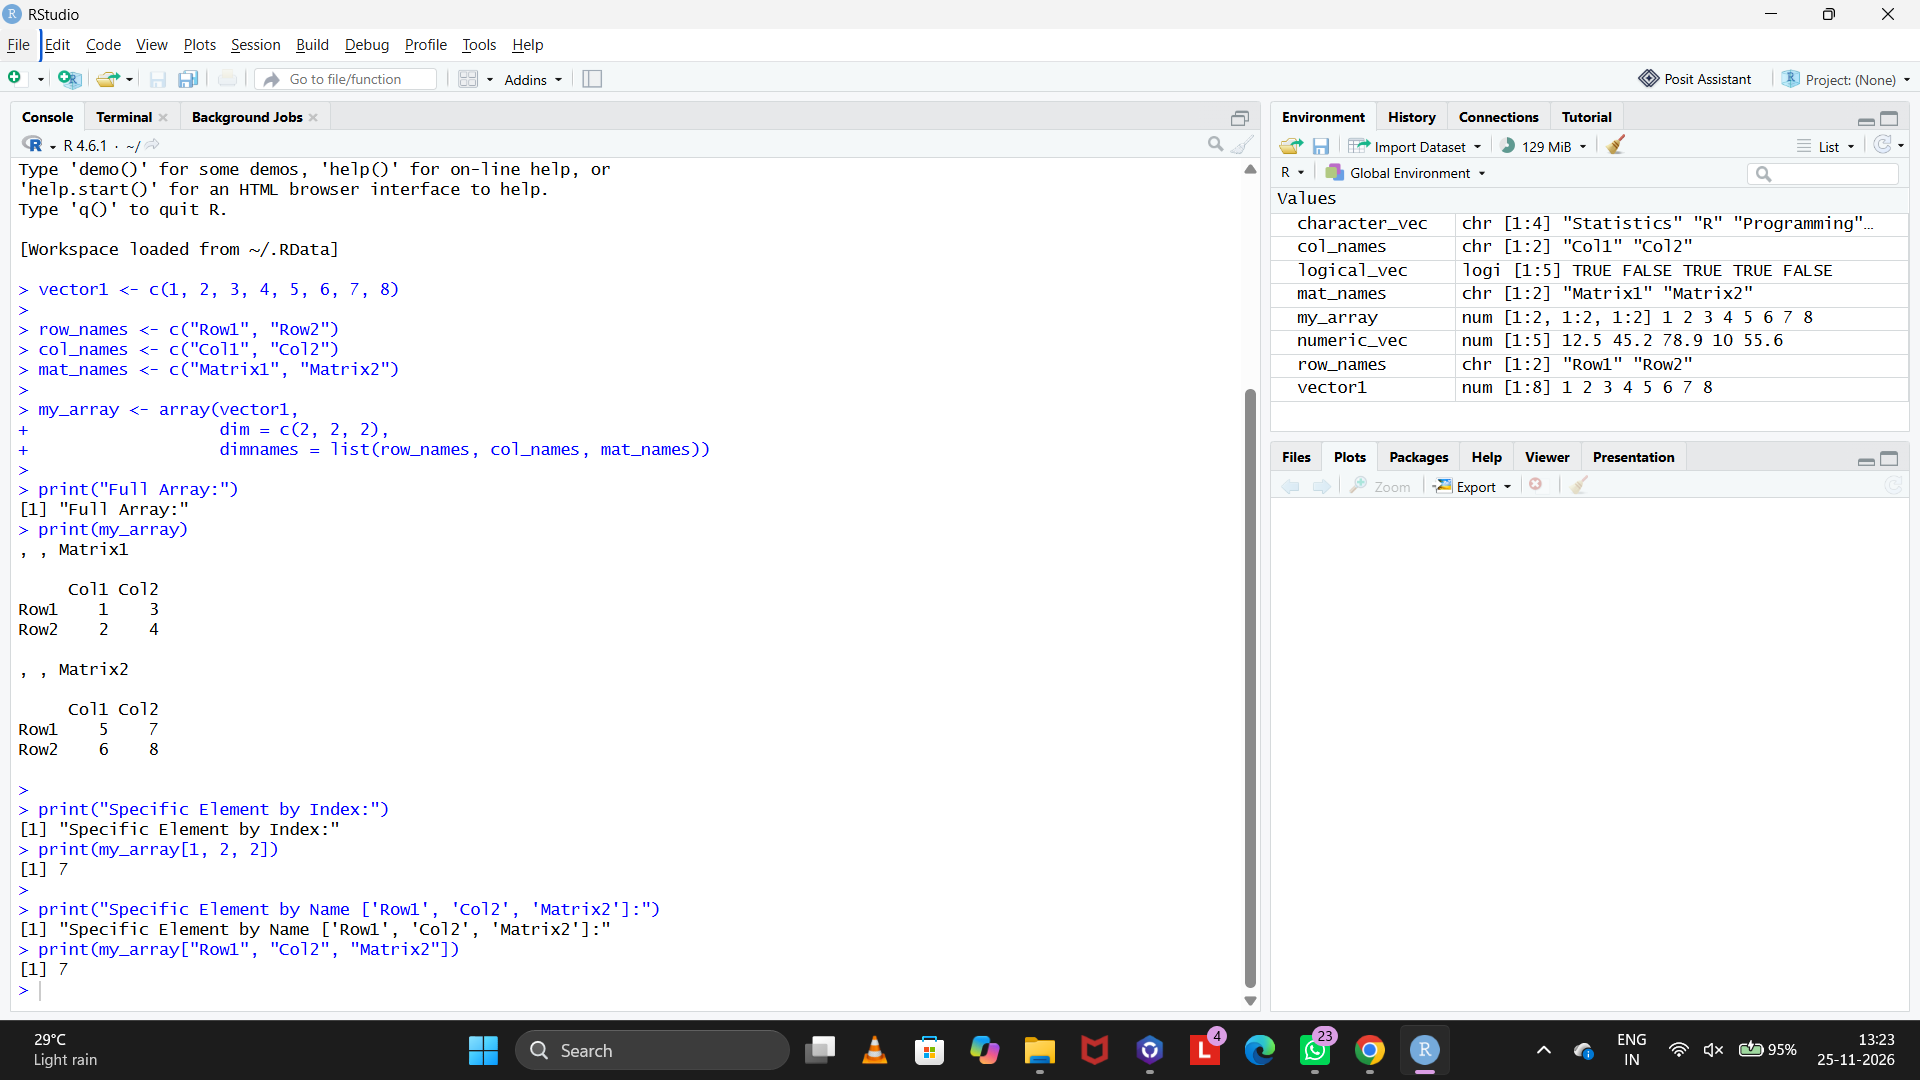 RStudio
File Edit Code View Plots Session Build Debug Profile Tools Help
Go to file/function Addins Posit Assistant Project: (None)
Console Terminal Background Jobs
R 4.6.1 · ~/
Type 'demo()' for some demos, 'help()' for on-line help, or
'help.start()' for an HTML browser interface to help.
Type 'q()' to quit R.
[Workspace loaded from ~/.RData]
> vector1 <- c(1, 2, 3, 4, 5, 6, 7, 8)
>
> row_names <- c("Row1", "Row2")
> col_names <- c("Col1", "Col2")
> mat_names <- c("Matrix1", "Matrix2")
>
> my_array <- array(vector1,
+                   dim = c(2, 2, 2),
+                   dimnames = list(row_names, col_names, mat_names))
>
> print("Full Array:")
[1] "Full Array:"
> print(my_array)
, , Matrix1
     Col1 Col2
Row1    1    3
Row2    2    4
, , Matrix2
     Col1 Col2
Row1    5    7
Row2    6    8
>
> print("Specific Element by Index:")
[1] "Specific Element by Index:"
> print(my_array[1, 2, 2])
[1] 7
>
> print("Specific Element by Name ['Row1', 'Col2', 'Matrix2']:")
[1] "Specific Element by Name ['Row1', 'Col2', 'Matrix2']:"
> print(my_array["Row1", "Col2", "Matrix2"])
[1] 7
>
Environment History Connections Tutorial
Import Dataset 129 MiB List
R Global Environment
Values
character_vec chr [1:4] "Statistics" "R" "Programming"…
col_names chr [1:2] "Col1" "Col2"
logical_vec logi [1:5] TRUE FALSE TRUE TRUE FALSE
mat_names chr [1:2] "Matrix1" "Matrix2"
my_array num [1:2, 1:2, 1:2] 1 2 3 4 5 6 7 8
numeric_vec num [1:5] 12.5 45.2 78.9 10 55.6
row_names chr [1:2] "Row1" "Row2"
vector1 num [1:8] 1 2 3 4 5 6 7 8
Files Plots Packages Help Viewer Presentation
Zoom Export
29°C
Light rain
Search
L 4
23
R
ENG
IN
95%
13:23
25-11-2026